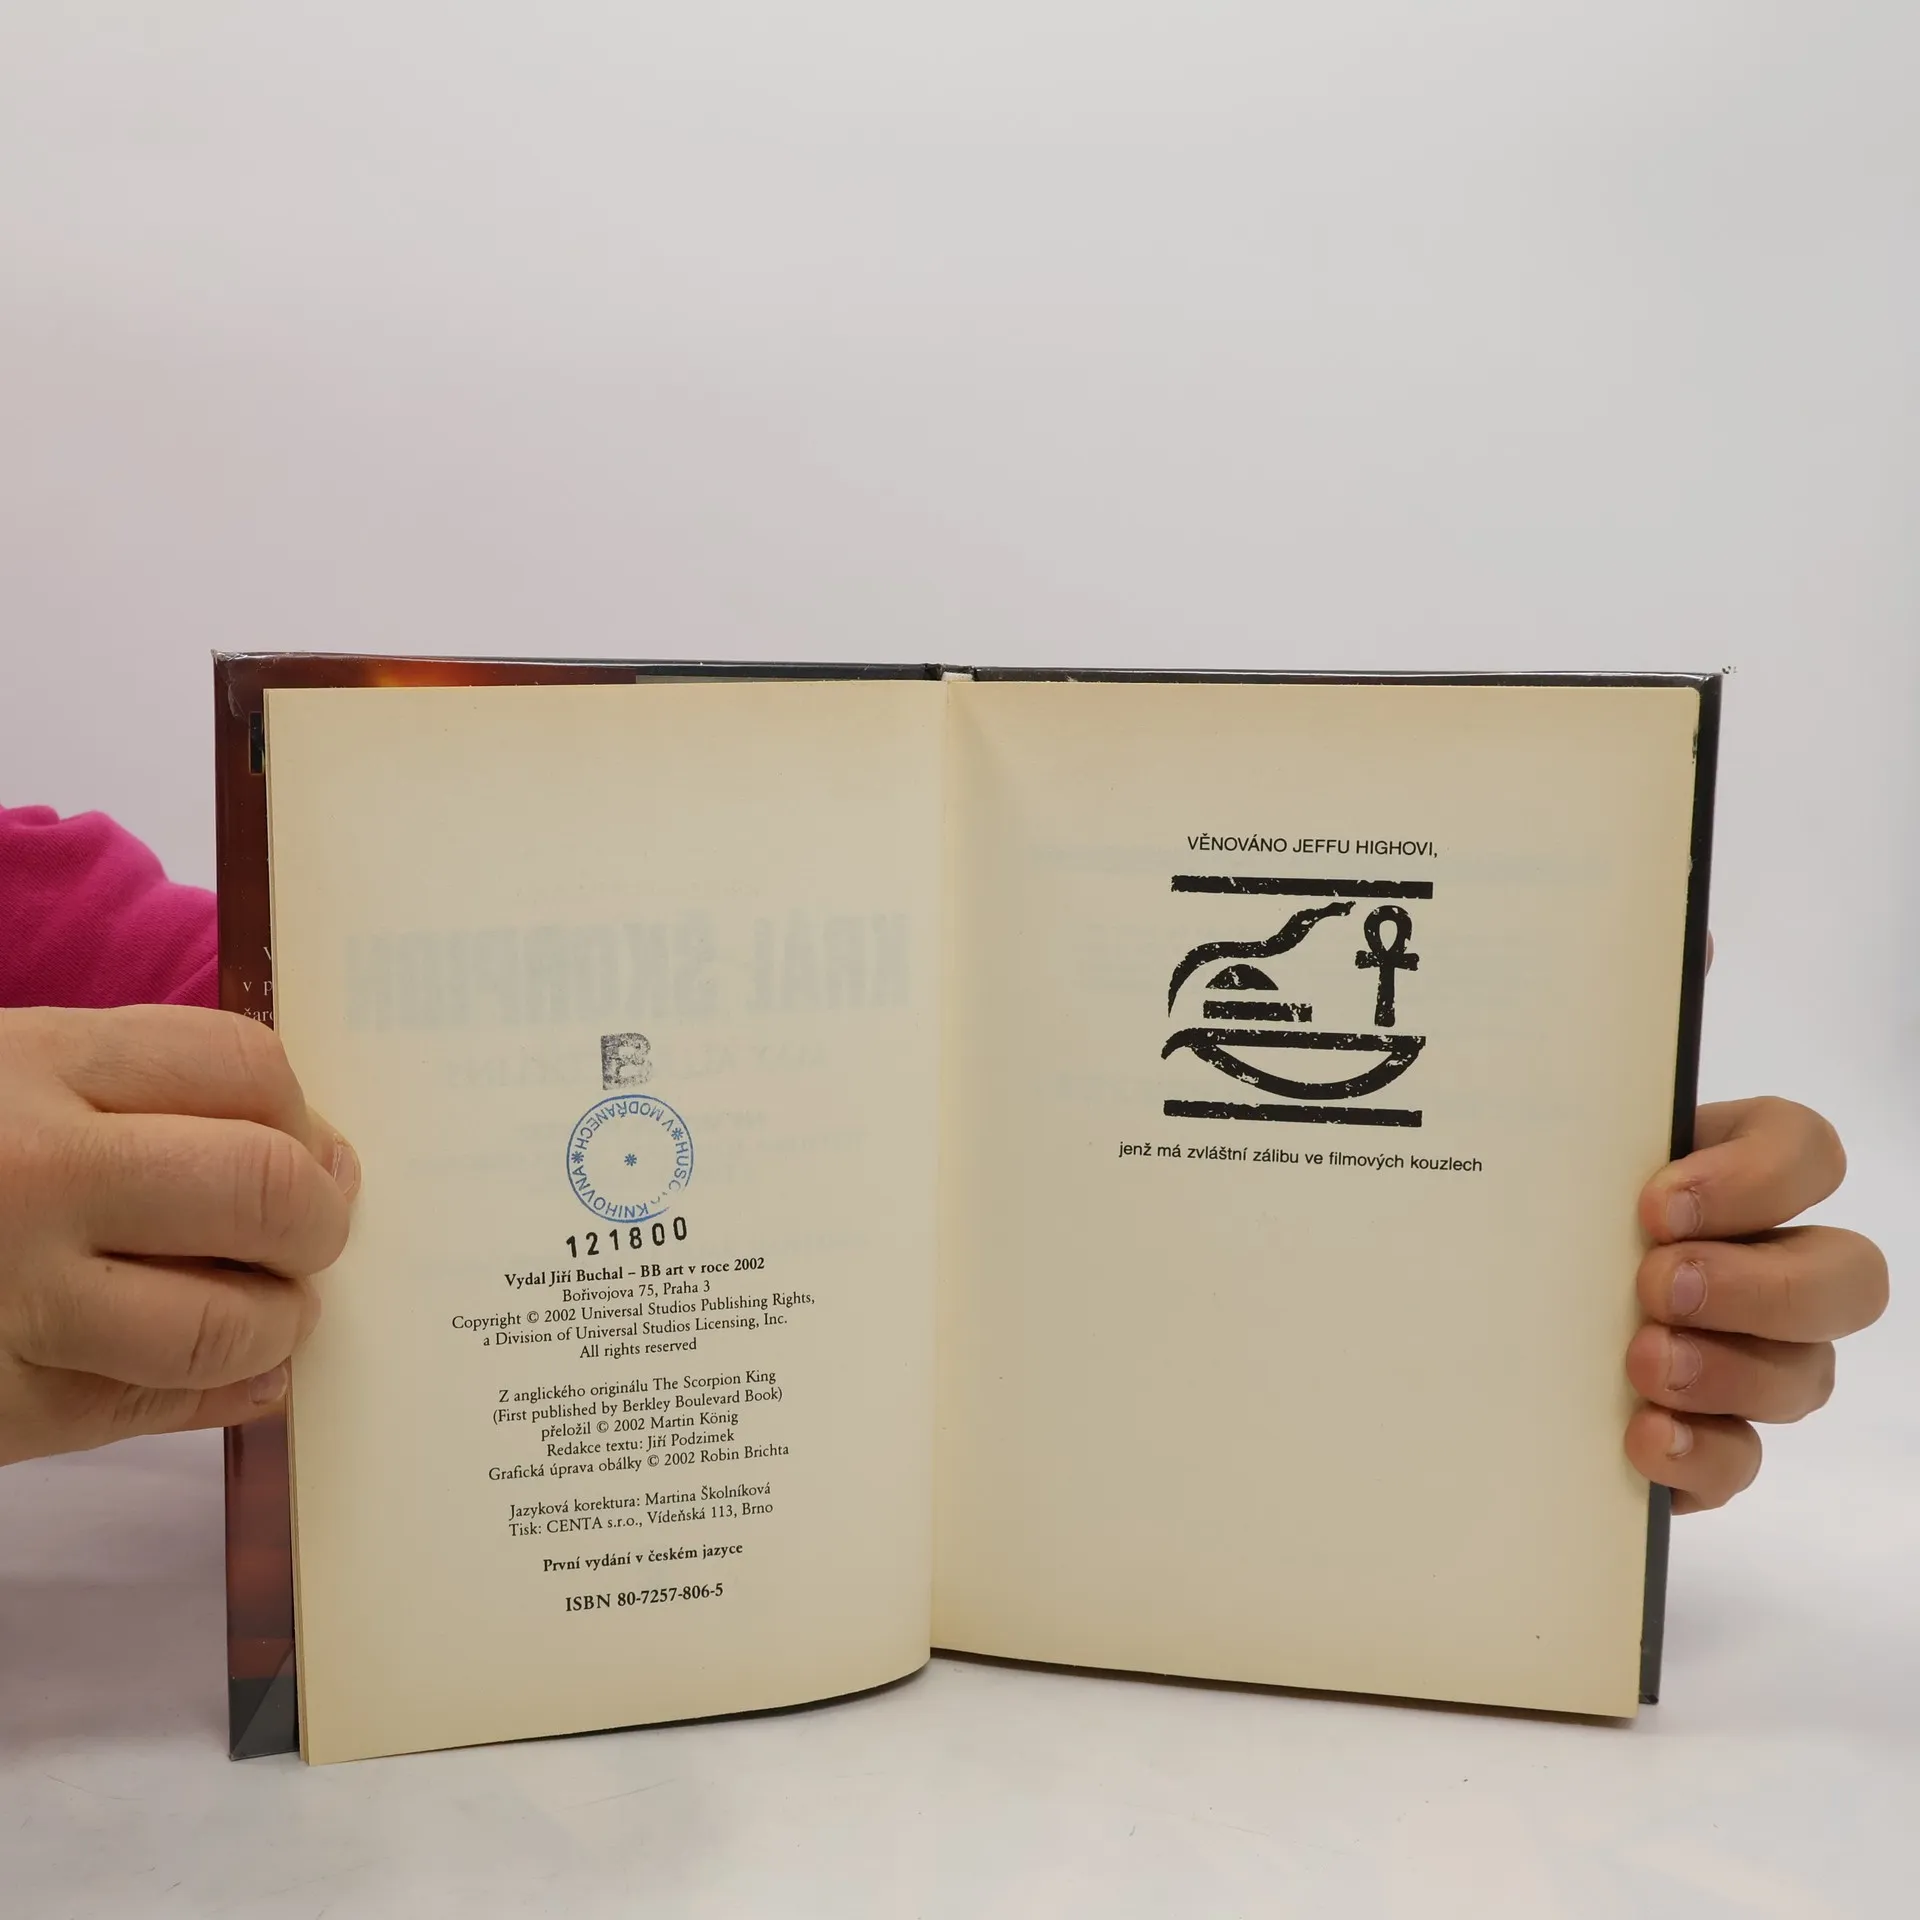 B
HUSOVA KNIHOVNA * V MODŘANECH *
121800
Vydal Jiří Buchal – BB art v roce 2002
Bořivojova 75, Praha 3
Copyright © 2002 Universal Studios Publishing Rights,
a Division of Universal Studios Licensing, Inc.
All rights reserved
Z anglického originálu The Scorpion King
(First published by Berkley Boulevard Book)
přeložil © 2002 Martin König
Redakce textu: Jiří Podzimek
Grafická úprava obálky © 2002 Robin Brichta
Jazyková korektura: Martina Školníková
Tisk: CENTA s.r.o., Vídeňská 113, Brno
První vydání v českém jazyce
ISBN 80-7257-806-5
VĚNOVÁNO JEFFU HIGHOVI,
jenž má zvláštní zálibu ve filmových kouzlech